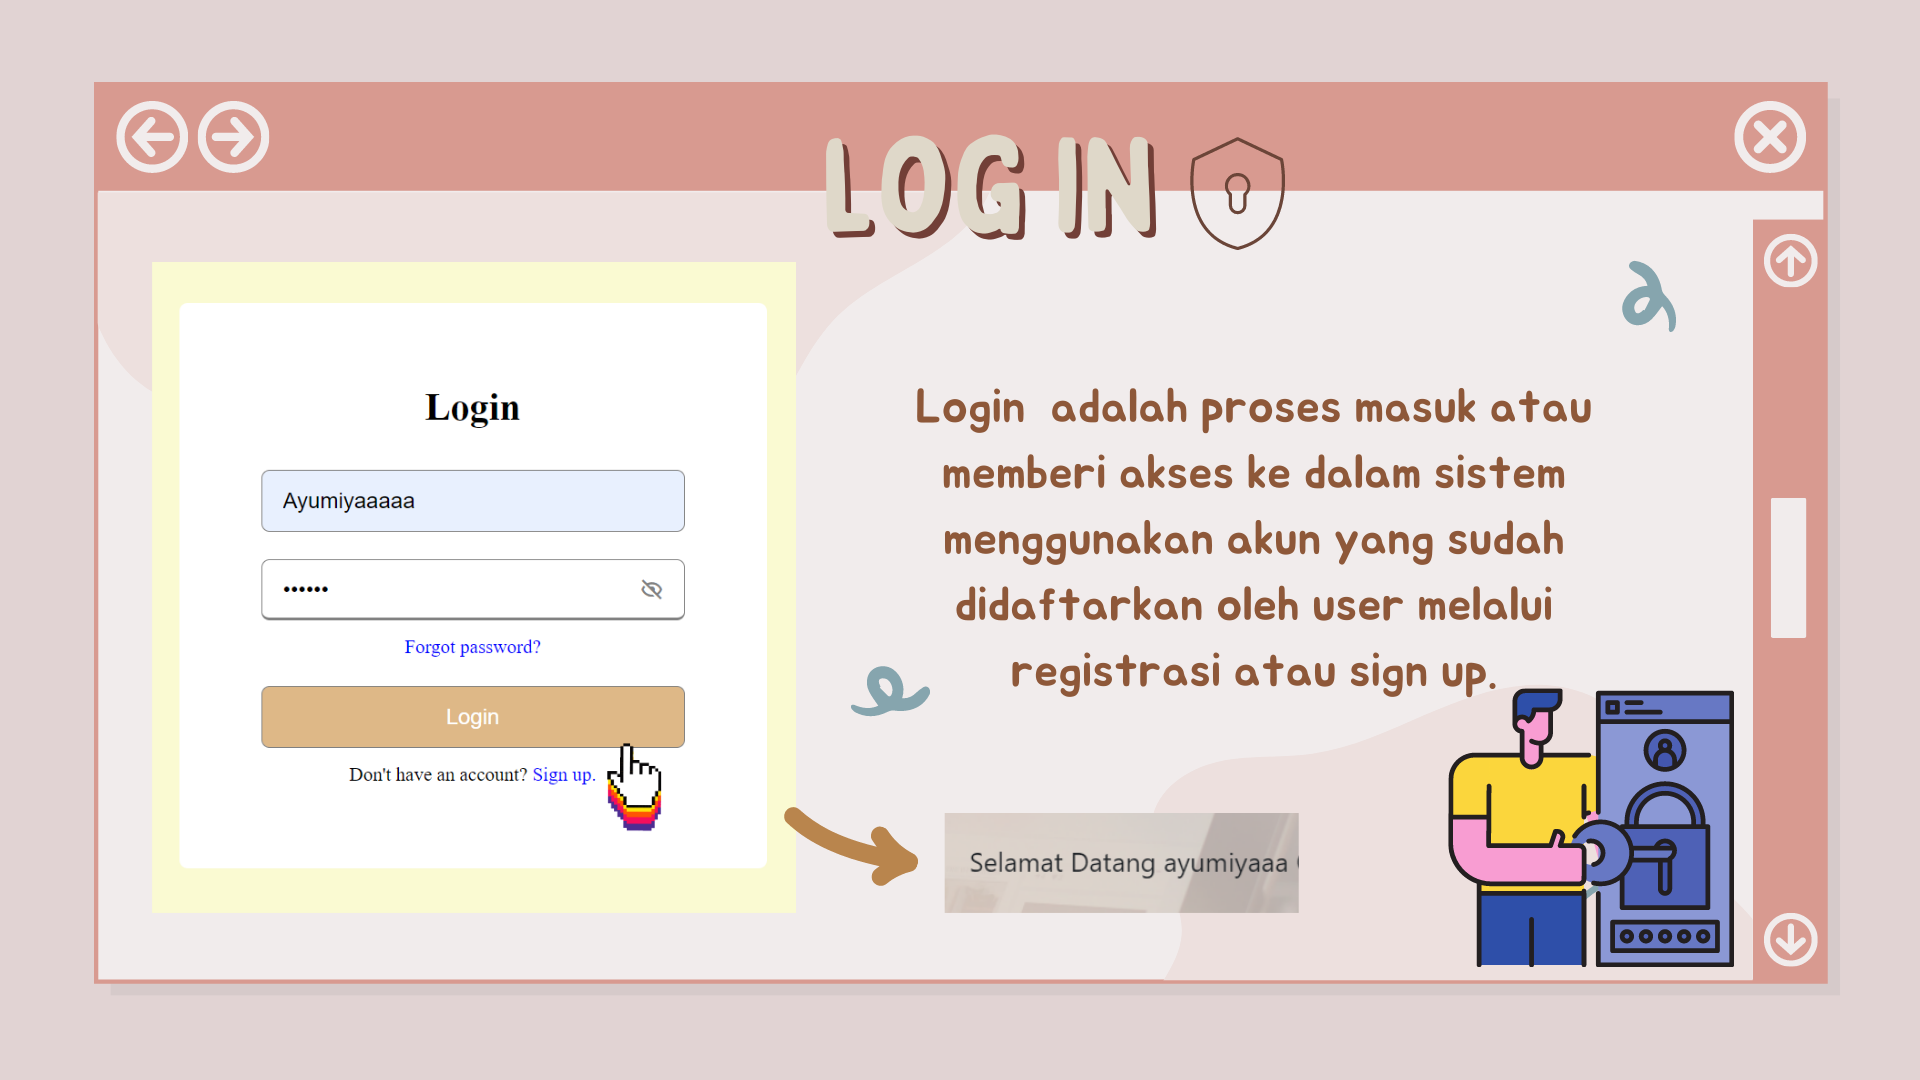 LOG IN
Login
Ayumiyaaaaa
••••••
Forgot password?
Login
Don't have an account? Sign up.
Login adalah proses masuk atau
memberi akses ke dalam sistem
menggunakan akun yang sudah
didaftarkan oleh user melalui
registrasi atau sign up.
Selamat Datang ayumiyaaa